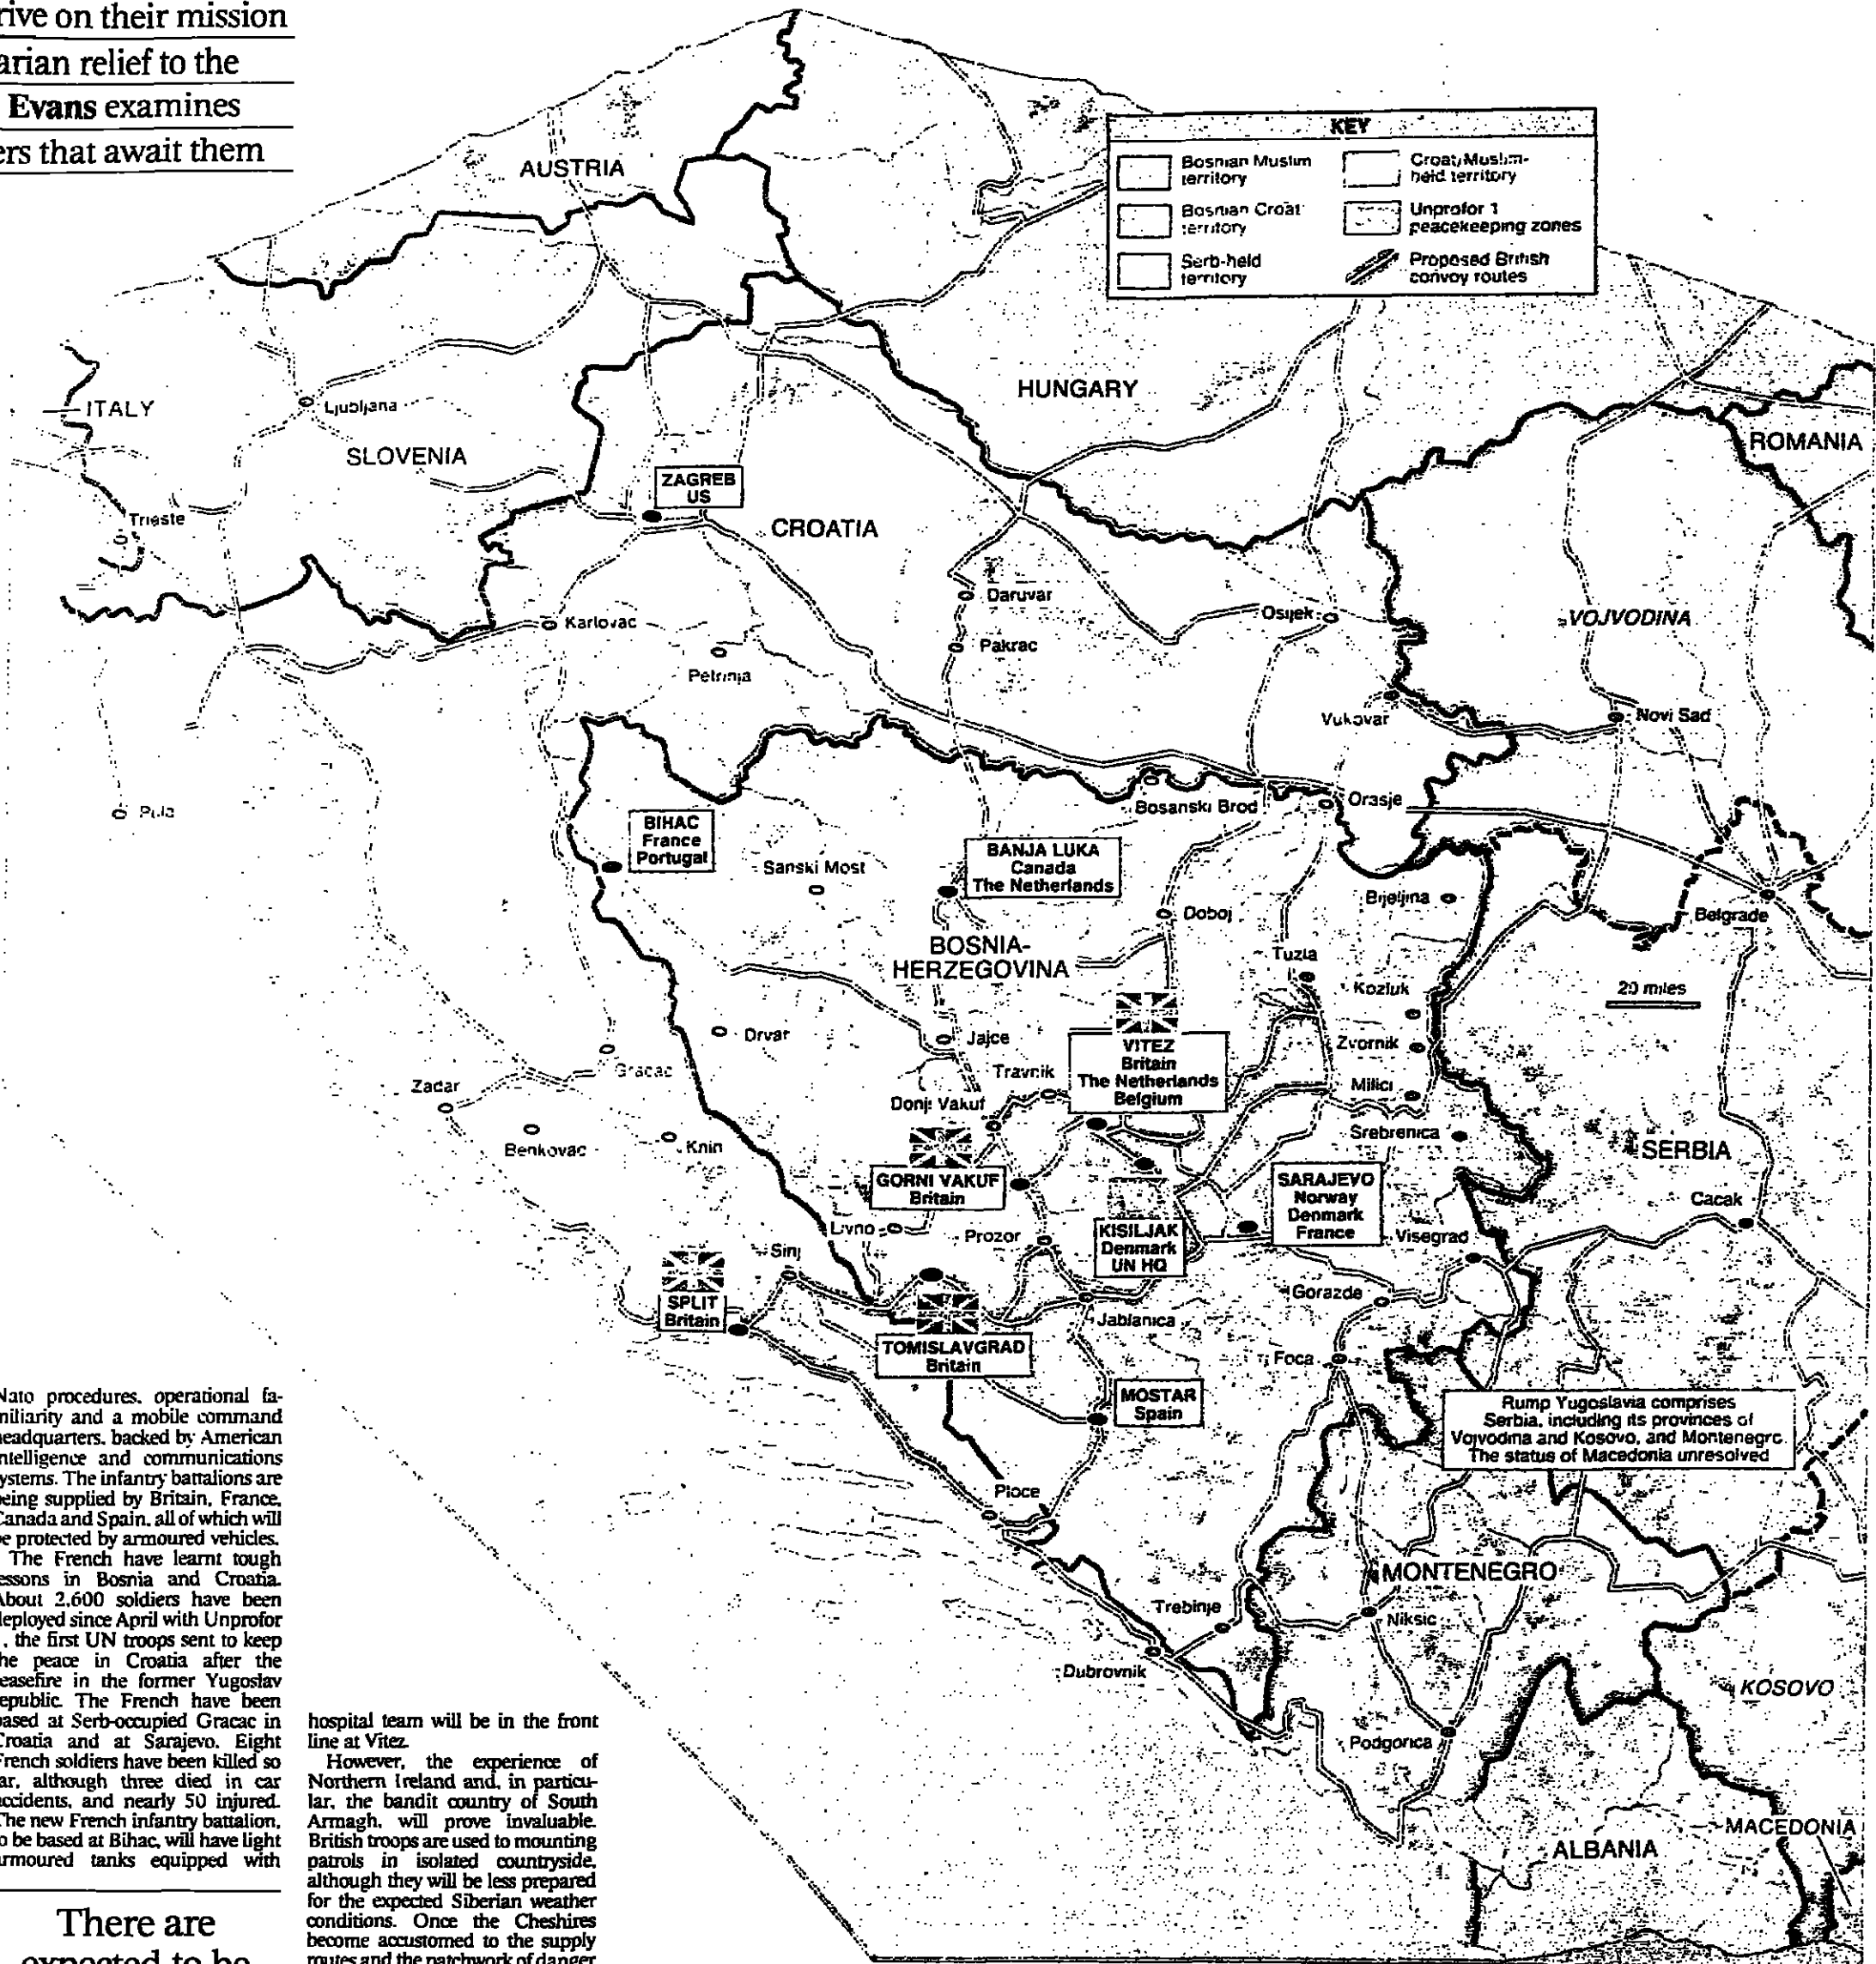 rive on their mission
arian relief to the
Evans examines
ers that await them
KEY
Bosnian Muslim
territory
Bosnian Croat
territory
Serb-held
territory
Croat/Muslim-
held territory
Unprofor 1
peacekeeping zones
Proposed British
convoy routes
AUSTRIA
ITALY
Ljubljana
SLOVENIA
HUNGARY
ROMANIA
ZAGREB
US
CROATIA
Trieste
Daruvar
Osijek
VOJVODINA
Karlovac
Pakrac
Petrinja
Vukovar
Novi Sad
Pula
Bosanski Brod
Orasje
BIHAC
France
Portugal
Sanski Most
BANJA LUKA
Canada
The Netherlands
Bijeljina
Belgrade
Doboj
BOSNIA-
HERZEGOVINA
Tuzla
Kozluk
20 miles
Drvar
Jajce
VITEZ
Britain
The Netherlands
Belgium
Zvornik
Gracac
Travnik
Milici
Zadar
Donji Vakuf
Benkovac
Knin
Srebrenica
SERBIA
GORNI VAKUF
Britain
SARAJEVO
Norway
Denmark
France
Cacak
Livno
Prozor
KISILJAK
Denmark
UN HQ
Visegrad
Sinj
SPLIT
Britain
Gorazde
Jablanica
TOMISLAVGRAD
Britain
Foca
MOSTAR
Spain
Rump Yugoslavia comprises
Serbia, including its provinces of
Vojvodina and Kosovo, and Montenegro.
The status of Macedonia unresolved
Ploce
MONTENEGRO
Trebinje
Niksic
Dubrovnik
KOSOVO
Podgorica
MACEDONIA
ALBANIA
Nato procedures, operational fa-
miliarity and a mobile command
headquarters, backed by American
intelligence and communications
systems. The infantry battalions are
being supplied by Britain, France,
Canada and Spain, all of which will
be protected by armoured vehicles.
The French have learnt tough
lessons in Bosnia and Croatia.
About 2,600 soldiers have been
deployed since April with Unprofor
, the first UN troops sent to keep
the peace in Croatia after the
ceasefire in the former Yugoslav
republic. The French have been
based at Serb-occupied Gracac in
Croatia and at Sarajevo. Eight
French soldiers have been killed so
far, although three died in car
accidents, and nearly 50 injured.
The new French infantry battalion,
to be based at Bihac, will have light
armoured tanks equipped with
There are
expected to be
hospital team will be in the front
line at Vitez.
However, the experience of
Northern Ireland and, in particu-
lar, the bandit country of South
Armagh, will prove invaluable.
British troops are used to mounting
patrols in isolated countryside,
although they will be less prepared
for the expected Siberian weather
conditions. Once the Cheshires
become accustomed to the supply
routes and the patchwork of danger